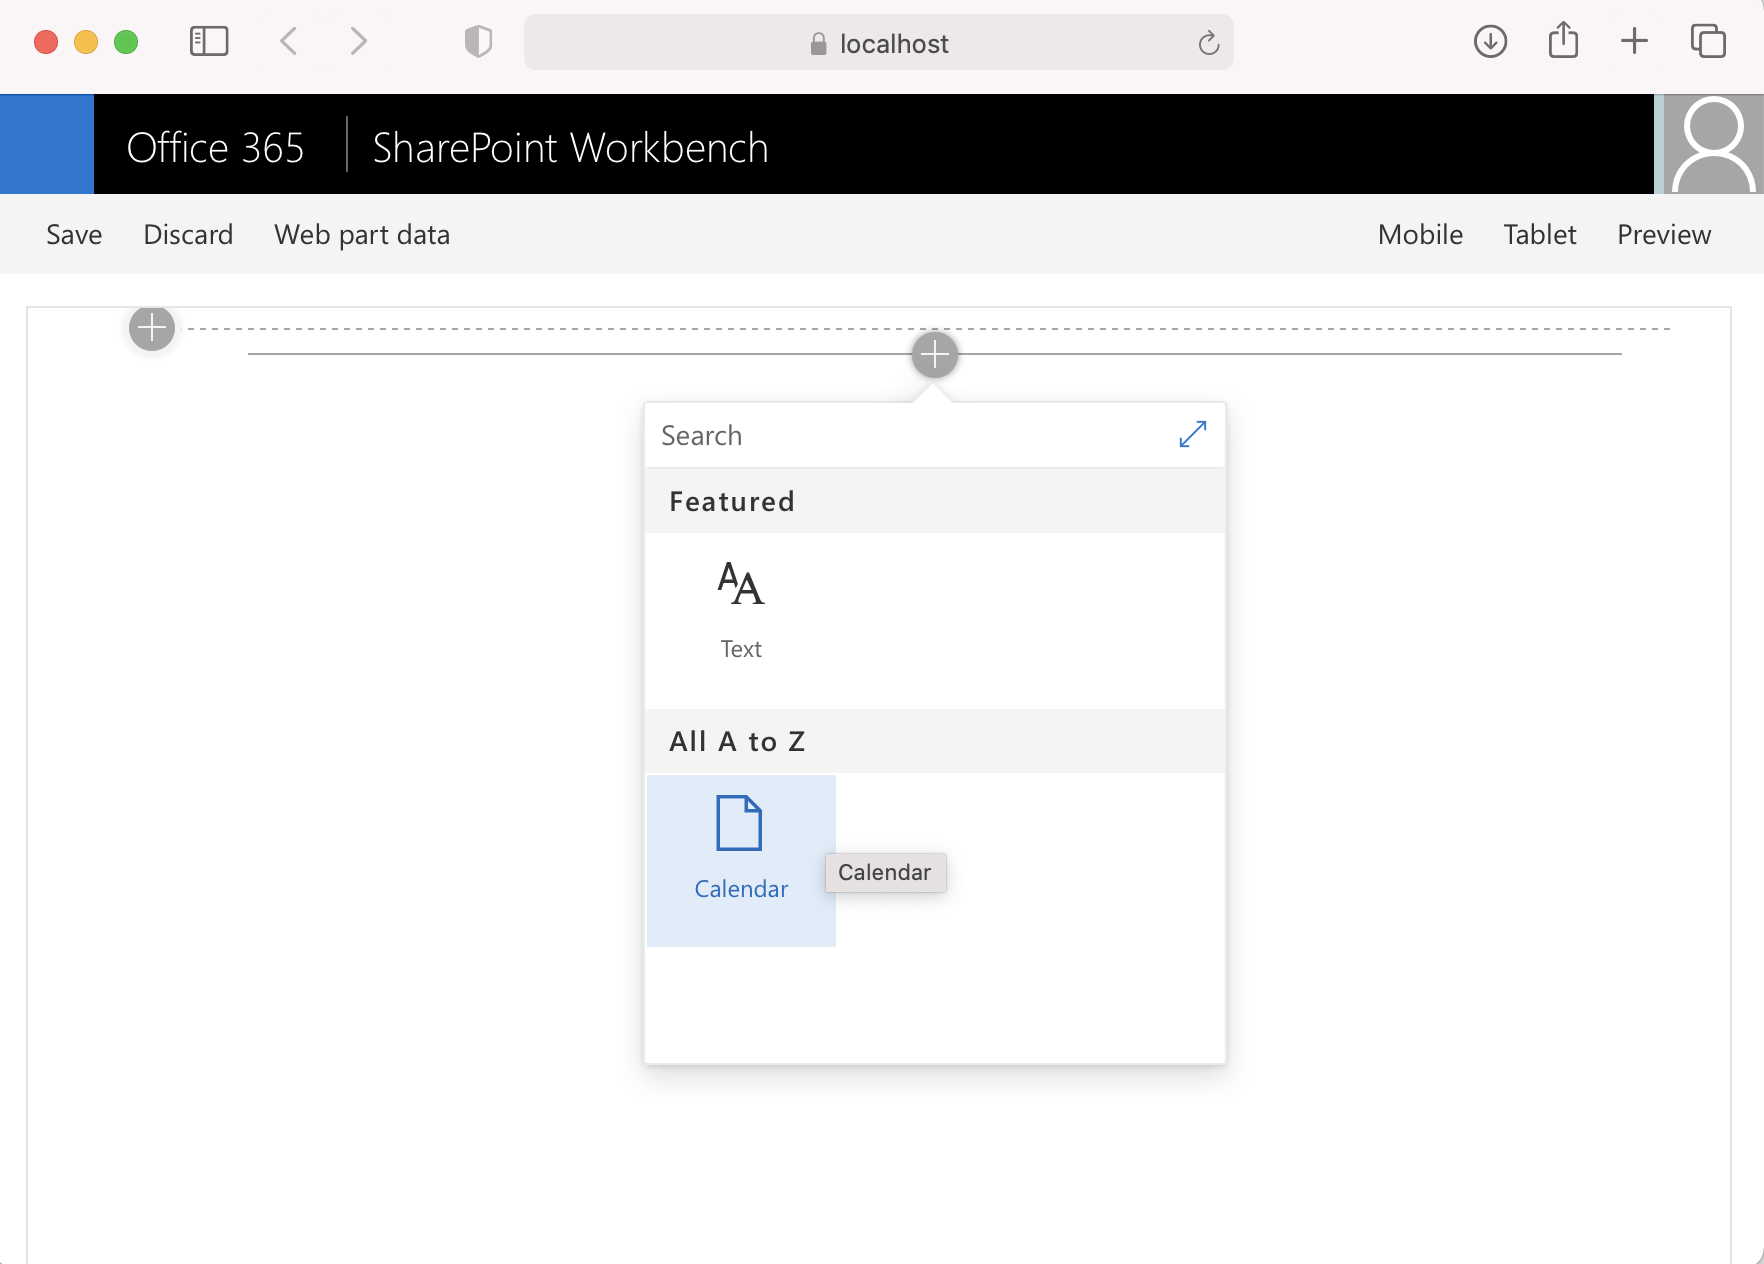 localhost
Office 365 SharePoint Workbench
Save Discard Web part data Mobile Tablet Preview
Search
Featured
AA
Text
All A to Z
Calendar
Calendar